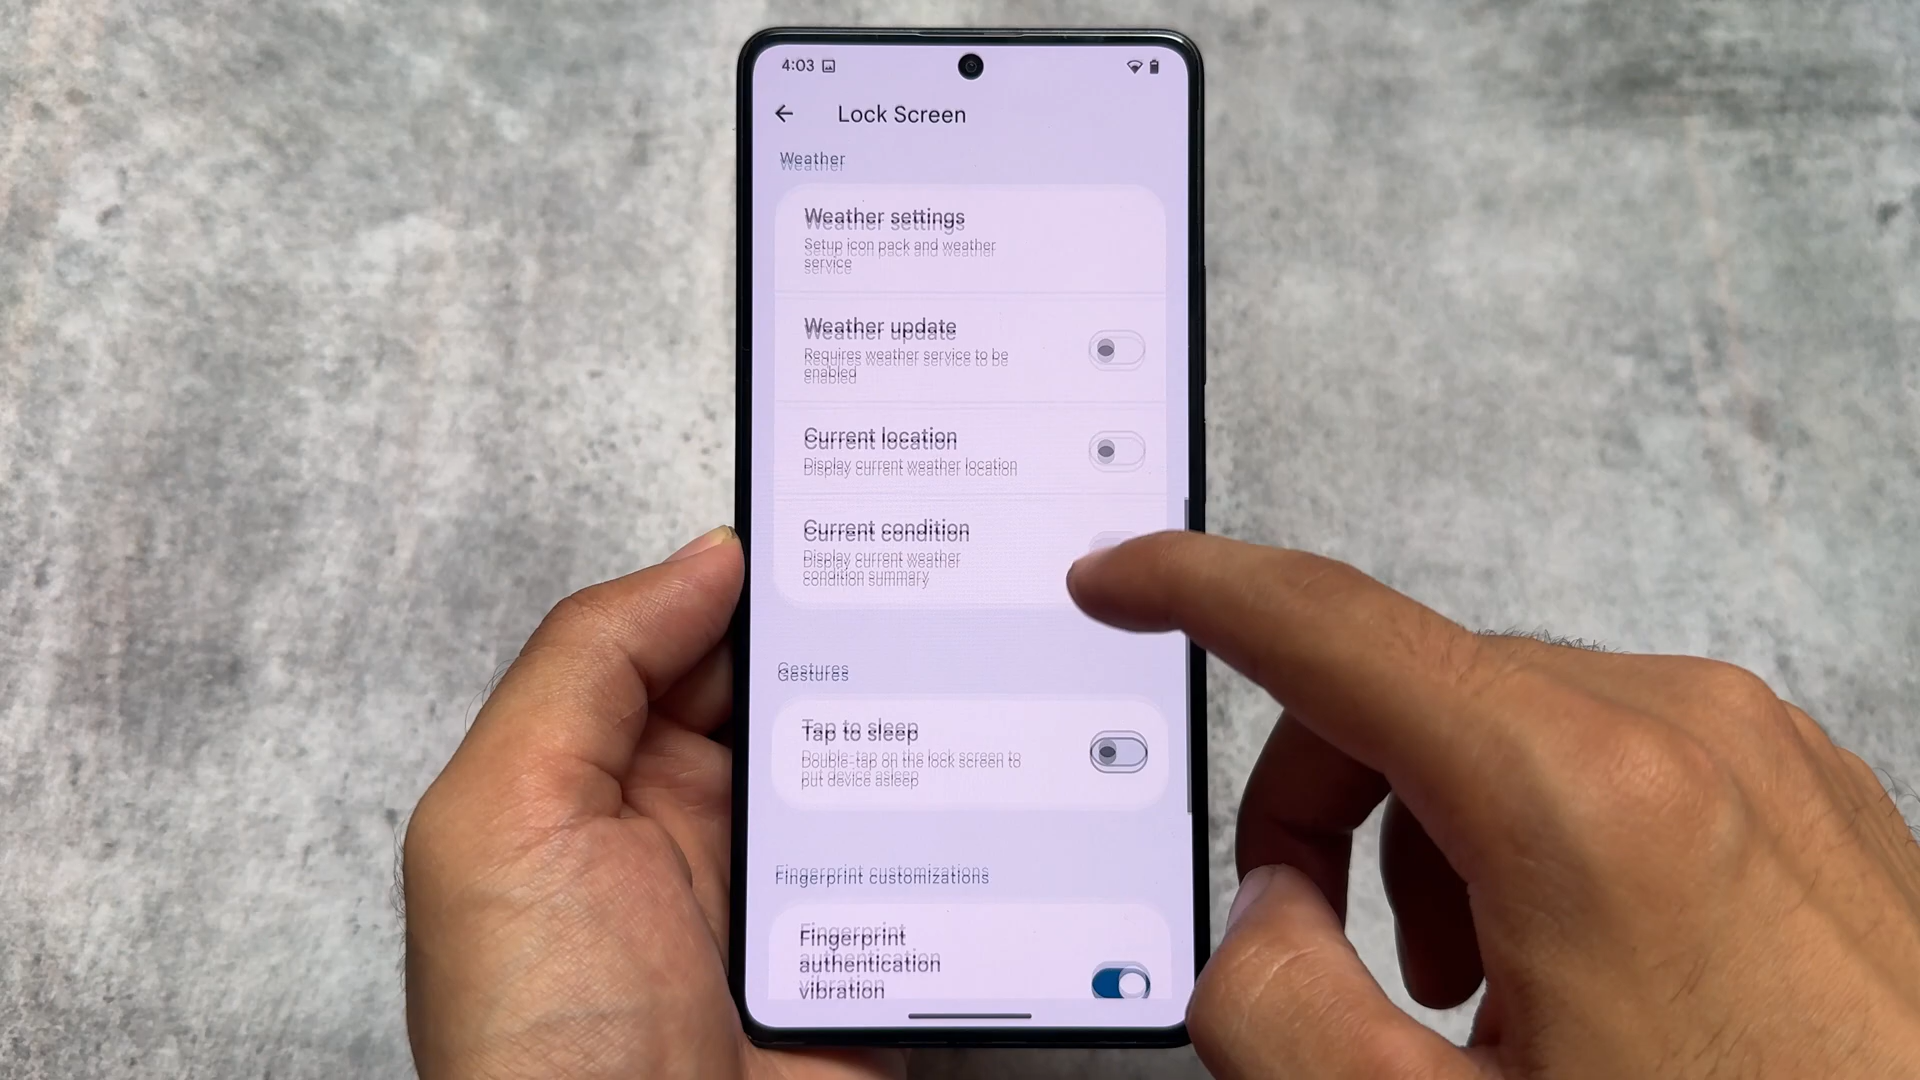 4:03
Lock Screen
Weather
Weather settings
Setup icon pack and weather
service
Weather update
Requires weather service to be
enabled
Current location
Display current weather location
Current condition
Display current weather
condition summary
Gestures
Tap to sleep
Double-tap on the lock screen to
put device asleep
Fingerprint customizations
Fingerprint
authentication
vibration